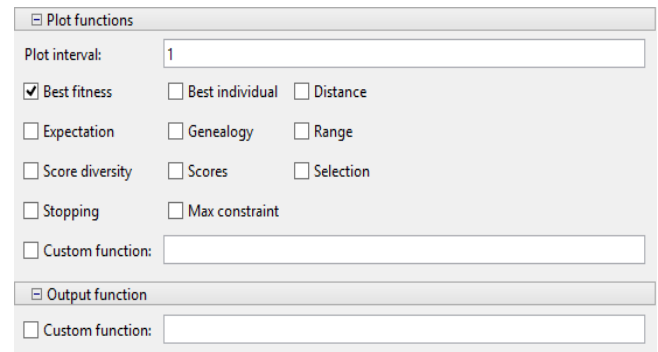 Plot functions
Plot interval: 1
Best fitness Best individual Distance
Expectation Genealogy Range
Score diversity Scores Selection
Stopping Max constraint
Custom function:
Output function
Custom function: